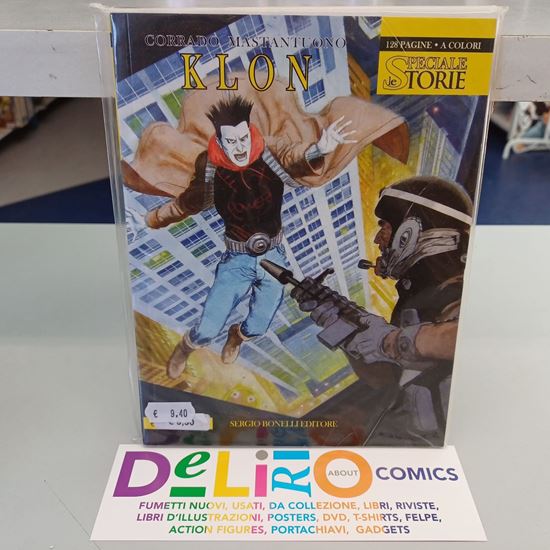 CORRADO MASTANTUONO
KLON
128 PAGINE • A COLORI
SPECIALE
le STORIE
€ 9.40
SERGIO BONELLI EDITORE
DeLiRiO
ABOUT
COMICS
FUMETTI NUOVI, USATI, DA COLLEZIONE, LIBRI, RIVISTE,
LIBRI D'ILLUSTRAZIONI, POSTERS, DVD, T-SHIRTS, FELPE,
ACTION FIGURES, PORTACHIAVI, GADGETS